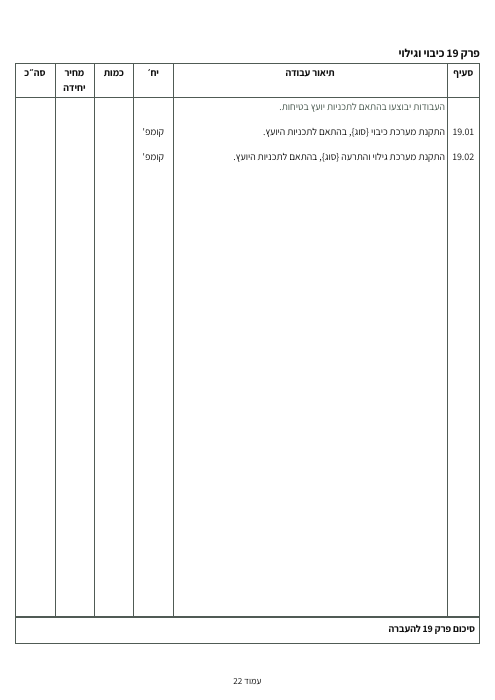 פרק 19 כיבוי וגילוי
סעיף תיאור עבודה יח׳ כמות מחיר יחידה סה״כ
העבודות יבוצעו בהתאם לתכניות יועץ בטיחות.
19.01 התקנת מערכת כיבוי {סוג}, בהתאם לתכניות היועץ. קומפ'
19.02 התקנת מערכת גילוי והתרעה {סוג}, בהתאם לתכניות היועץ. קומפ'
סיכום פרק 19 להעברה
עמוד 22